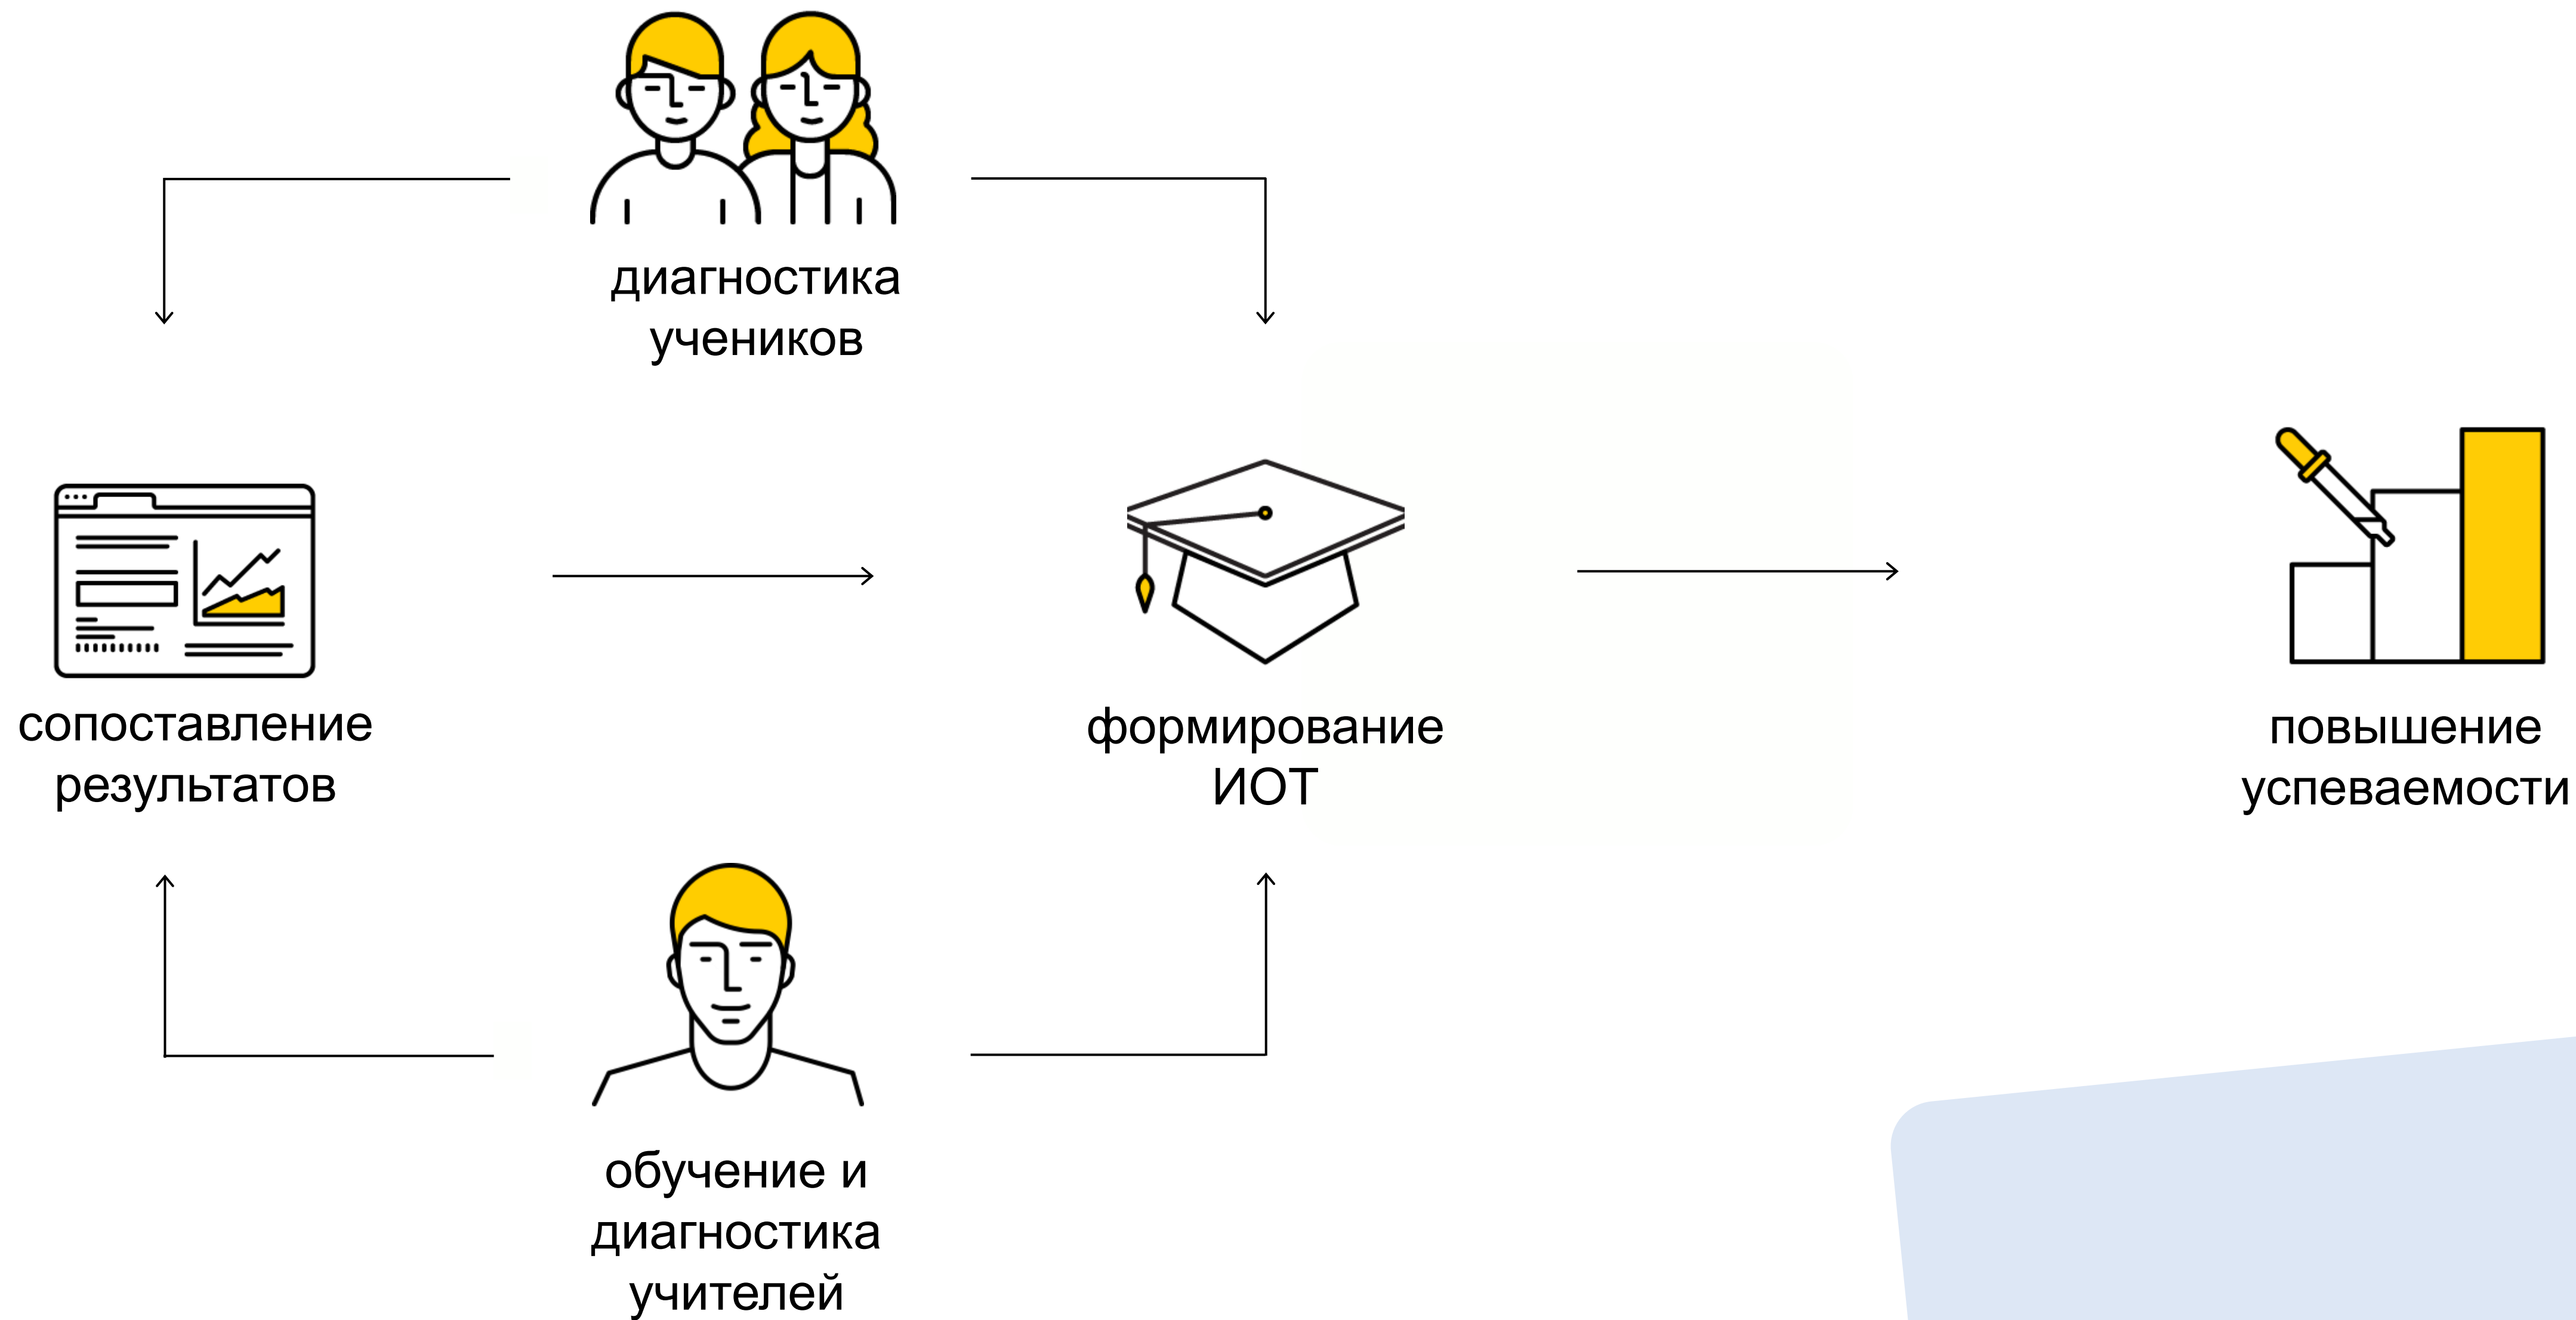 диагностика
учеников
сопоставление
результатов
формирование
ИОТ
повышение
успеваемости
обучение и
диагностика
учителей